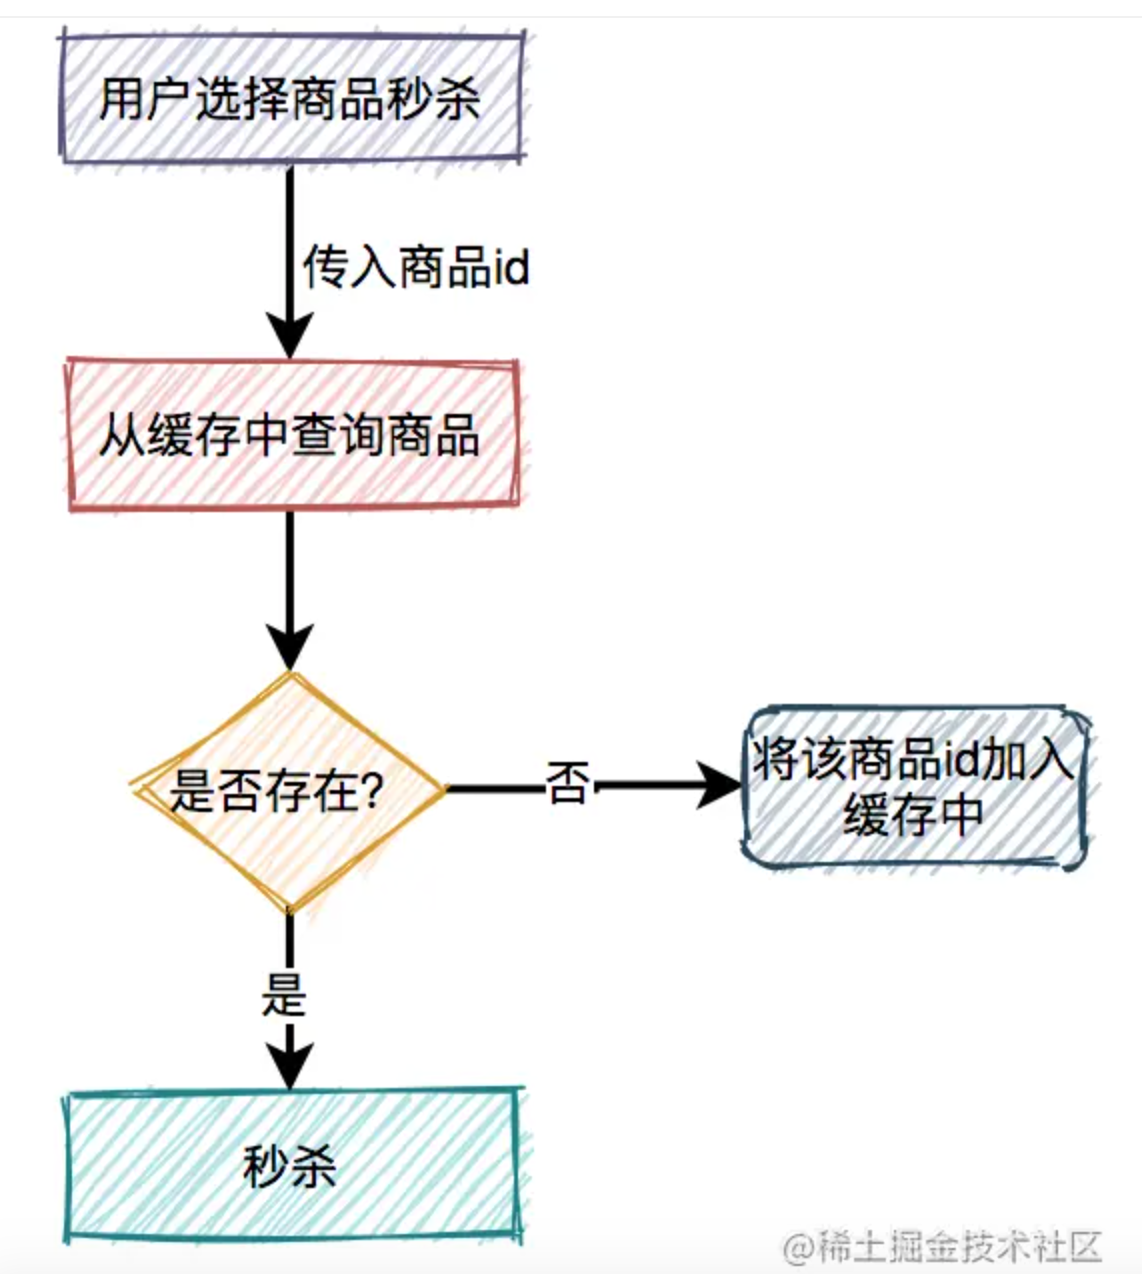 用户选择商品秒杀
传入商品id
从缓存中查询商品
是否存在?
否
将该商品id加入
缓存中
是
秒杀
@稀土掘金技术社区